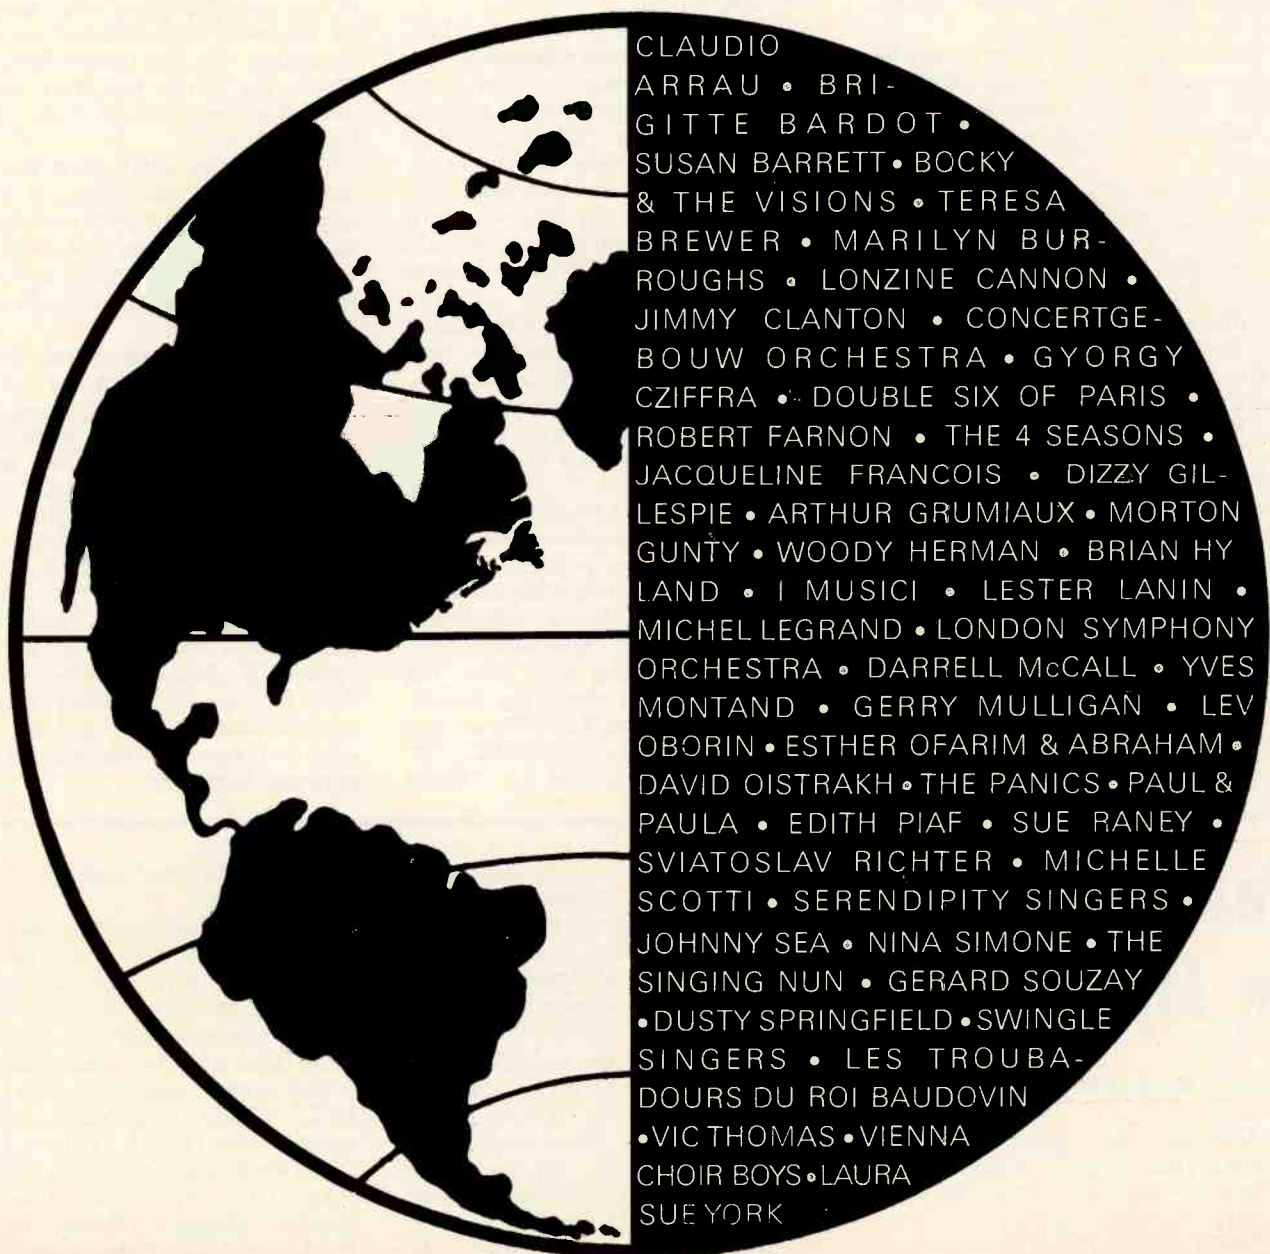 CLAUDIO
ARRAU • BRI-
GITTE BARDOT •
SUSAN BARRETT • BOCKY
& THE VISIONS • TERESA
BREWER • MARILYN BUR-
ROUGHS • LONZINE CANNON •
JIMMY CLANTON • CONCERTGE-
BOUW ORCHESTRA • GYORGY
CZIFFRA • DOUBLE SIX OF PARIS •
ROBERT FARNON • THE 4 SEASONS •
JACQUELINE FRANCOIS • DIZZY GIL-
LESPIE • ARTHUR GRUMIAUX • MORTON
GUNTY • WOODY HERMAN • BRIAN HY
LAND • I MUSICI • LESTER LANIN •
MICHEL LEGRAND • LONDON SYMPHONY
ORCHESTRA • DARRELL McCALL • YVES
MONTAND • GERRY MULLIGAN • LEV
OBORIN • ESTHER OFARIM & ABRAHAM •
DAVID OISTRAKH • THE PANICS • PAUL &
PAULA • EDITH PIAF • SUE RANEY •
SVIATOSLAV RICHTER • MICHELLE
SCOTTI • SERENDIPITY SINGERS •
JOHNNY SEA • NINA SIMONE • THE
SINGING NUN • GERARD SOUZAY
• DUSTY SPRINGFIELD • SWINGLE
SINGERS • LES TROUBA-
DOURS DU ROI BAUDOVIN
• VIC THOMAS • VIENNA
CHOIR BOYS • LAURA
SUE YORK